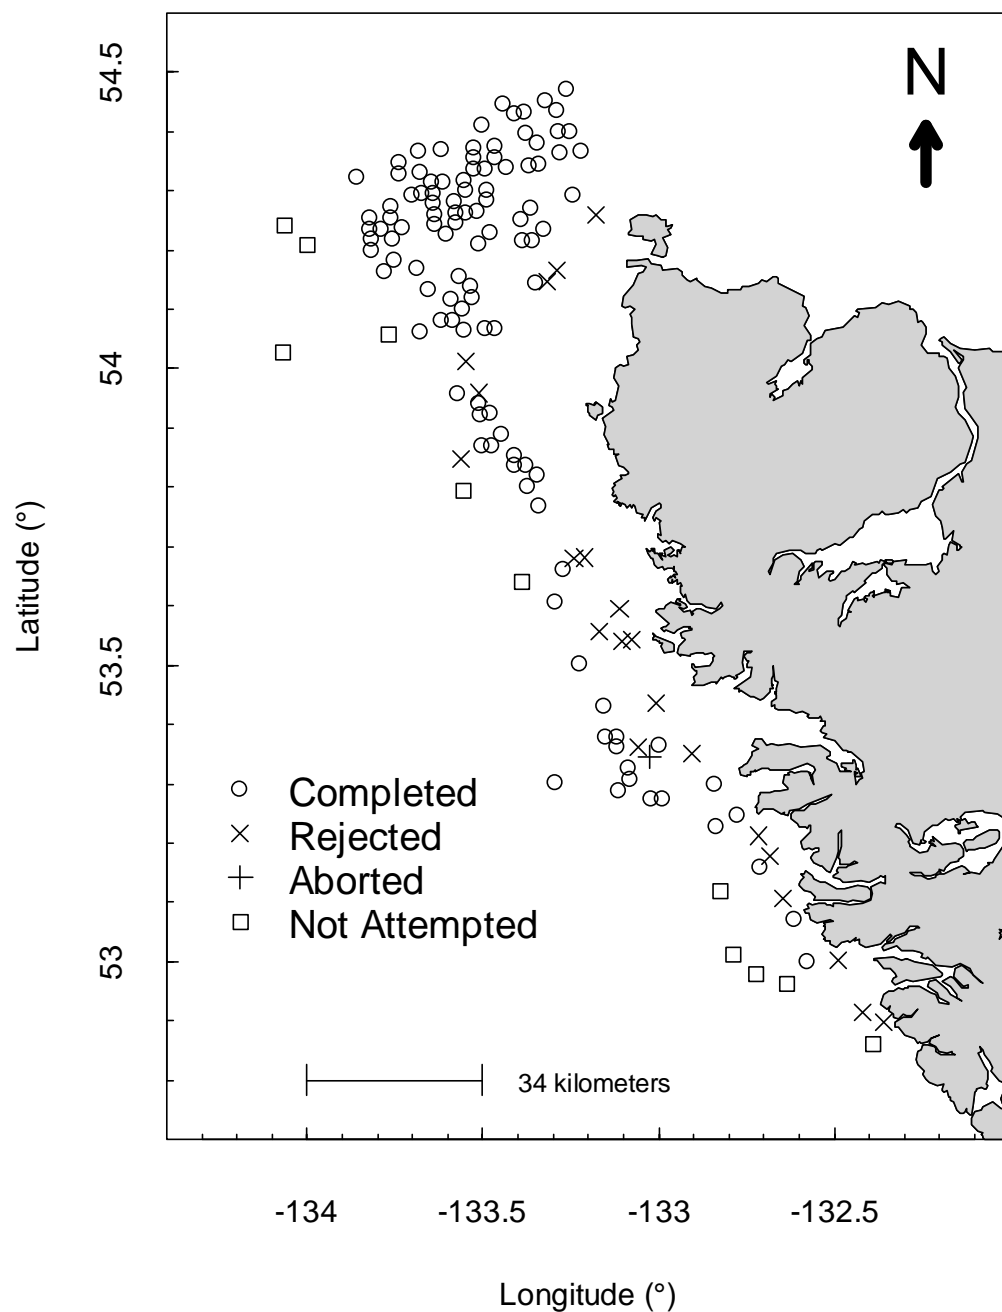 N
54.5
54
53.5
53
Latitude (°)
Completed
Rejected
Aborted
Not Attempted
34 kilometers
-134
-133.5
-133
-132.5
Longitude (°)